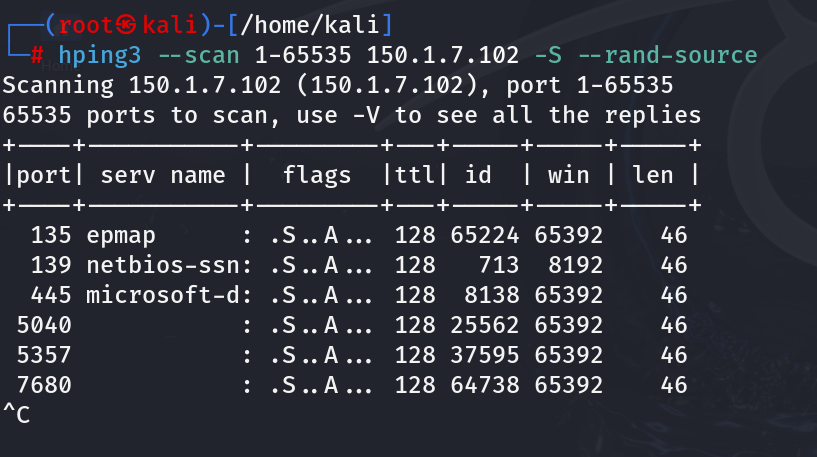 ┌──(root㉿kali)-[/home/kali]
└─# hping3 --scan 1-65535 150.1.7.102 -S --rand-source
Scanning 150.1.7.102 (150.1.7.102), port 1-65535
65535 ports to scan, use -V to see all the replies
+----+-----------+---------+---+-----+-----+-----+
|port| serv name |  flags  |ttl| id  | win | len |
+----+-----------+---------+---+-----+-----+-----+
  135 epmap      : .S..A... 128 65224 65392    46
  139 netbios-ssn: .S..A... 128   713  8192    46
  445 microsoft-d: .S..A... 128  8138 65392    46
 5040            : .S..A... 128 25562 65392    46
 5357            : .S..A... 128 37595 65392    46
 7680            : .S..A... 128 64738 65392    46
^C